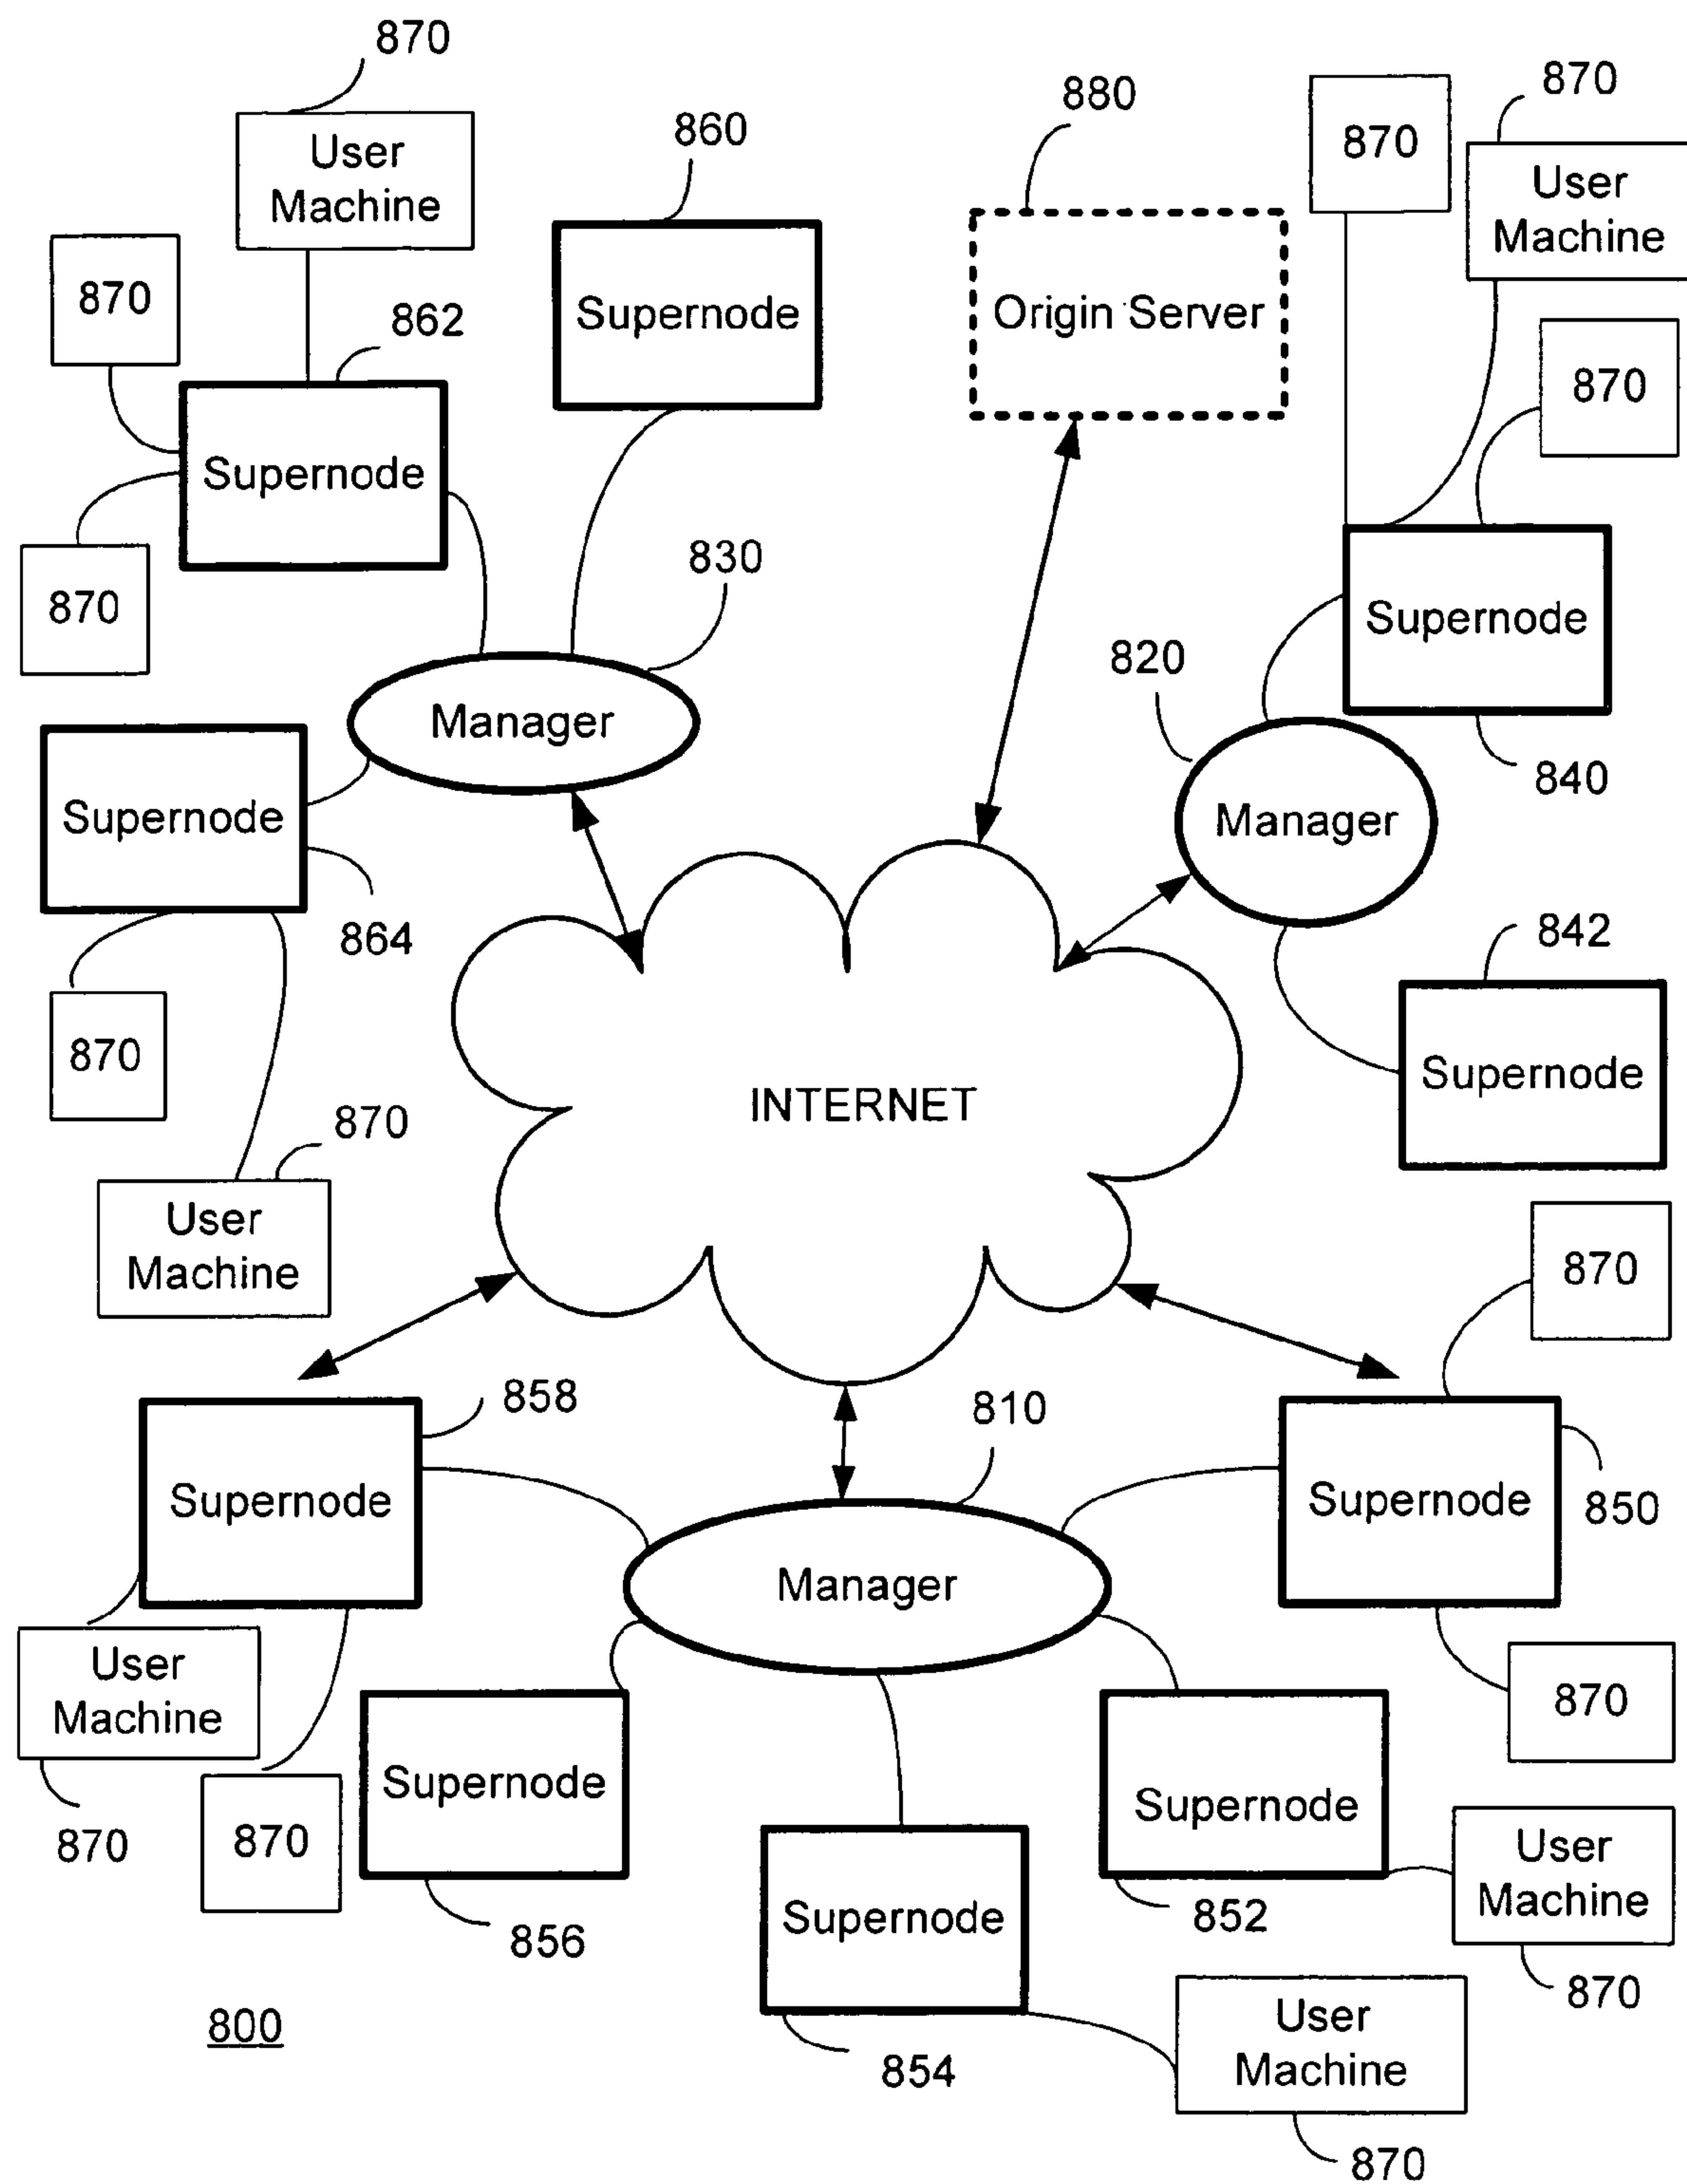 870
User
Machine
860
880
870
870
User
Machine
870
862
Supernode
Origin Server
870
Supernode
870
830
Supernode
820
Manager
840
Supernode
Manager
864
842
870
Supernode
INTERNET
870
User
Machine
870
858
810
Supernode
Supernode
850
Manager
User
Machine
870
Supernode
Supernode
870
870
User
Machine
856
Supernode
852
870
800
User
Machine
854
870